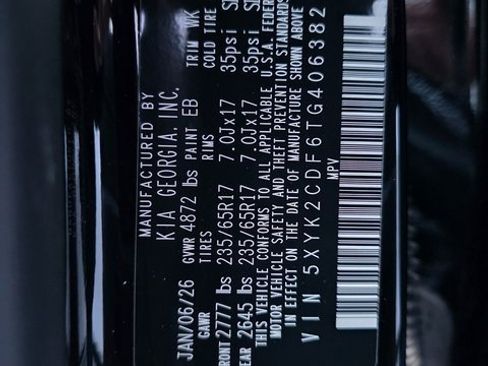 MANUFACTURED BY
KIA GEORGIA, INC.
JAN/06/26 GVWR 4872 lbs PAINT EB TRIM WK
GAWR TIRES RIMS COLD TIRE
FRONT 2777 lbs 235/65R17 7.0Jx17 35psi
REAR 2645 lbs 235/65R17 7.0Jx17 35psi
THIS VEHICLE CONFORMS TO ALL APPLICABLE U.S.A. FEDERAL
MOTOR VEHICLE SAFETY AND THEFT PREVENTION STANDARDS
IN EFFECT ON THE DATE OF MANUFACTURE SHOWN ABOVE
VIN 5XYK2CDF6TG406382
MPV